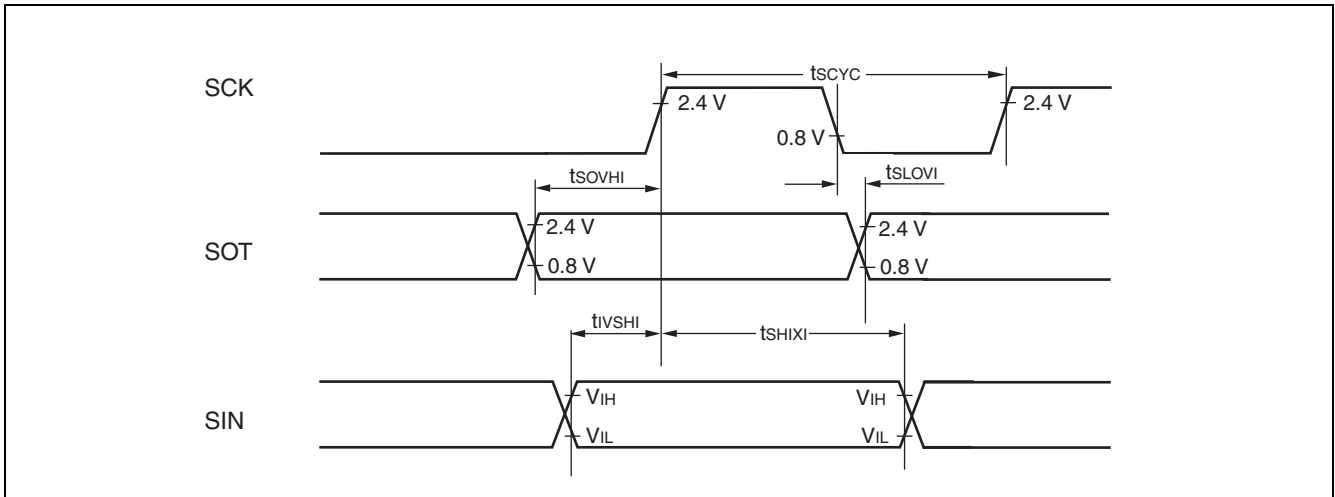 tSCYC
SCK
2.4 V
2.4 V
0.8 V
tSOVHI
tSLOVI
2.4 V
2.4 V
SOT
0.8 V
0.8 V
tIVSHI
tSHIXI
VIH
VIH
SIN
VIL
VIL